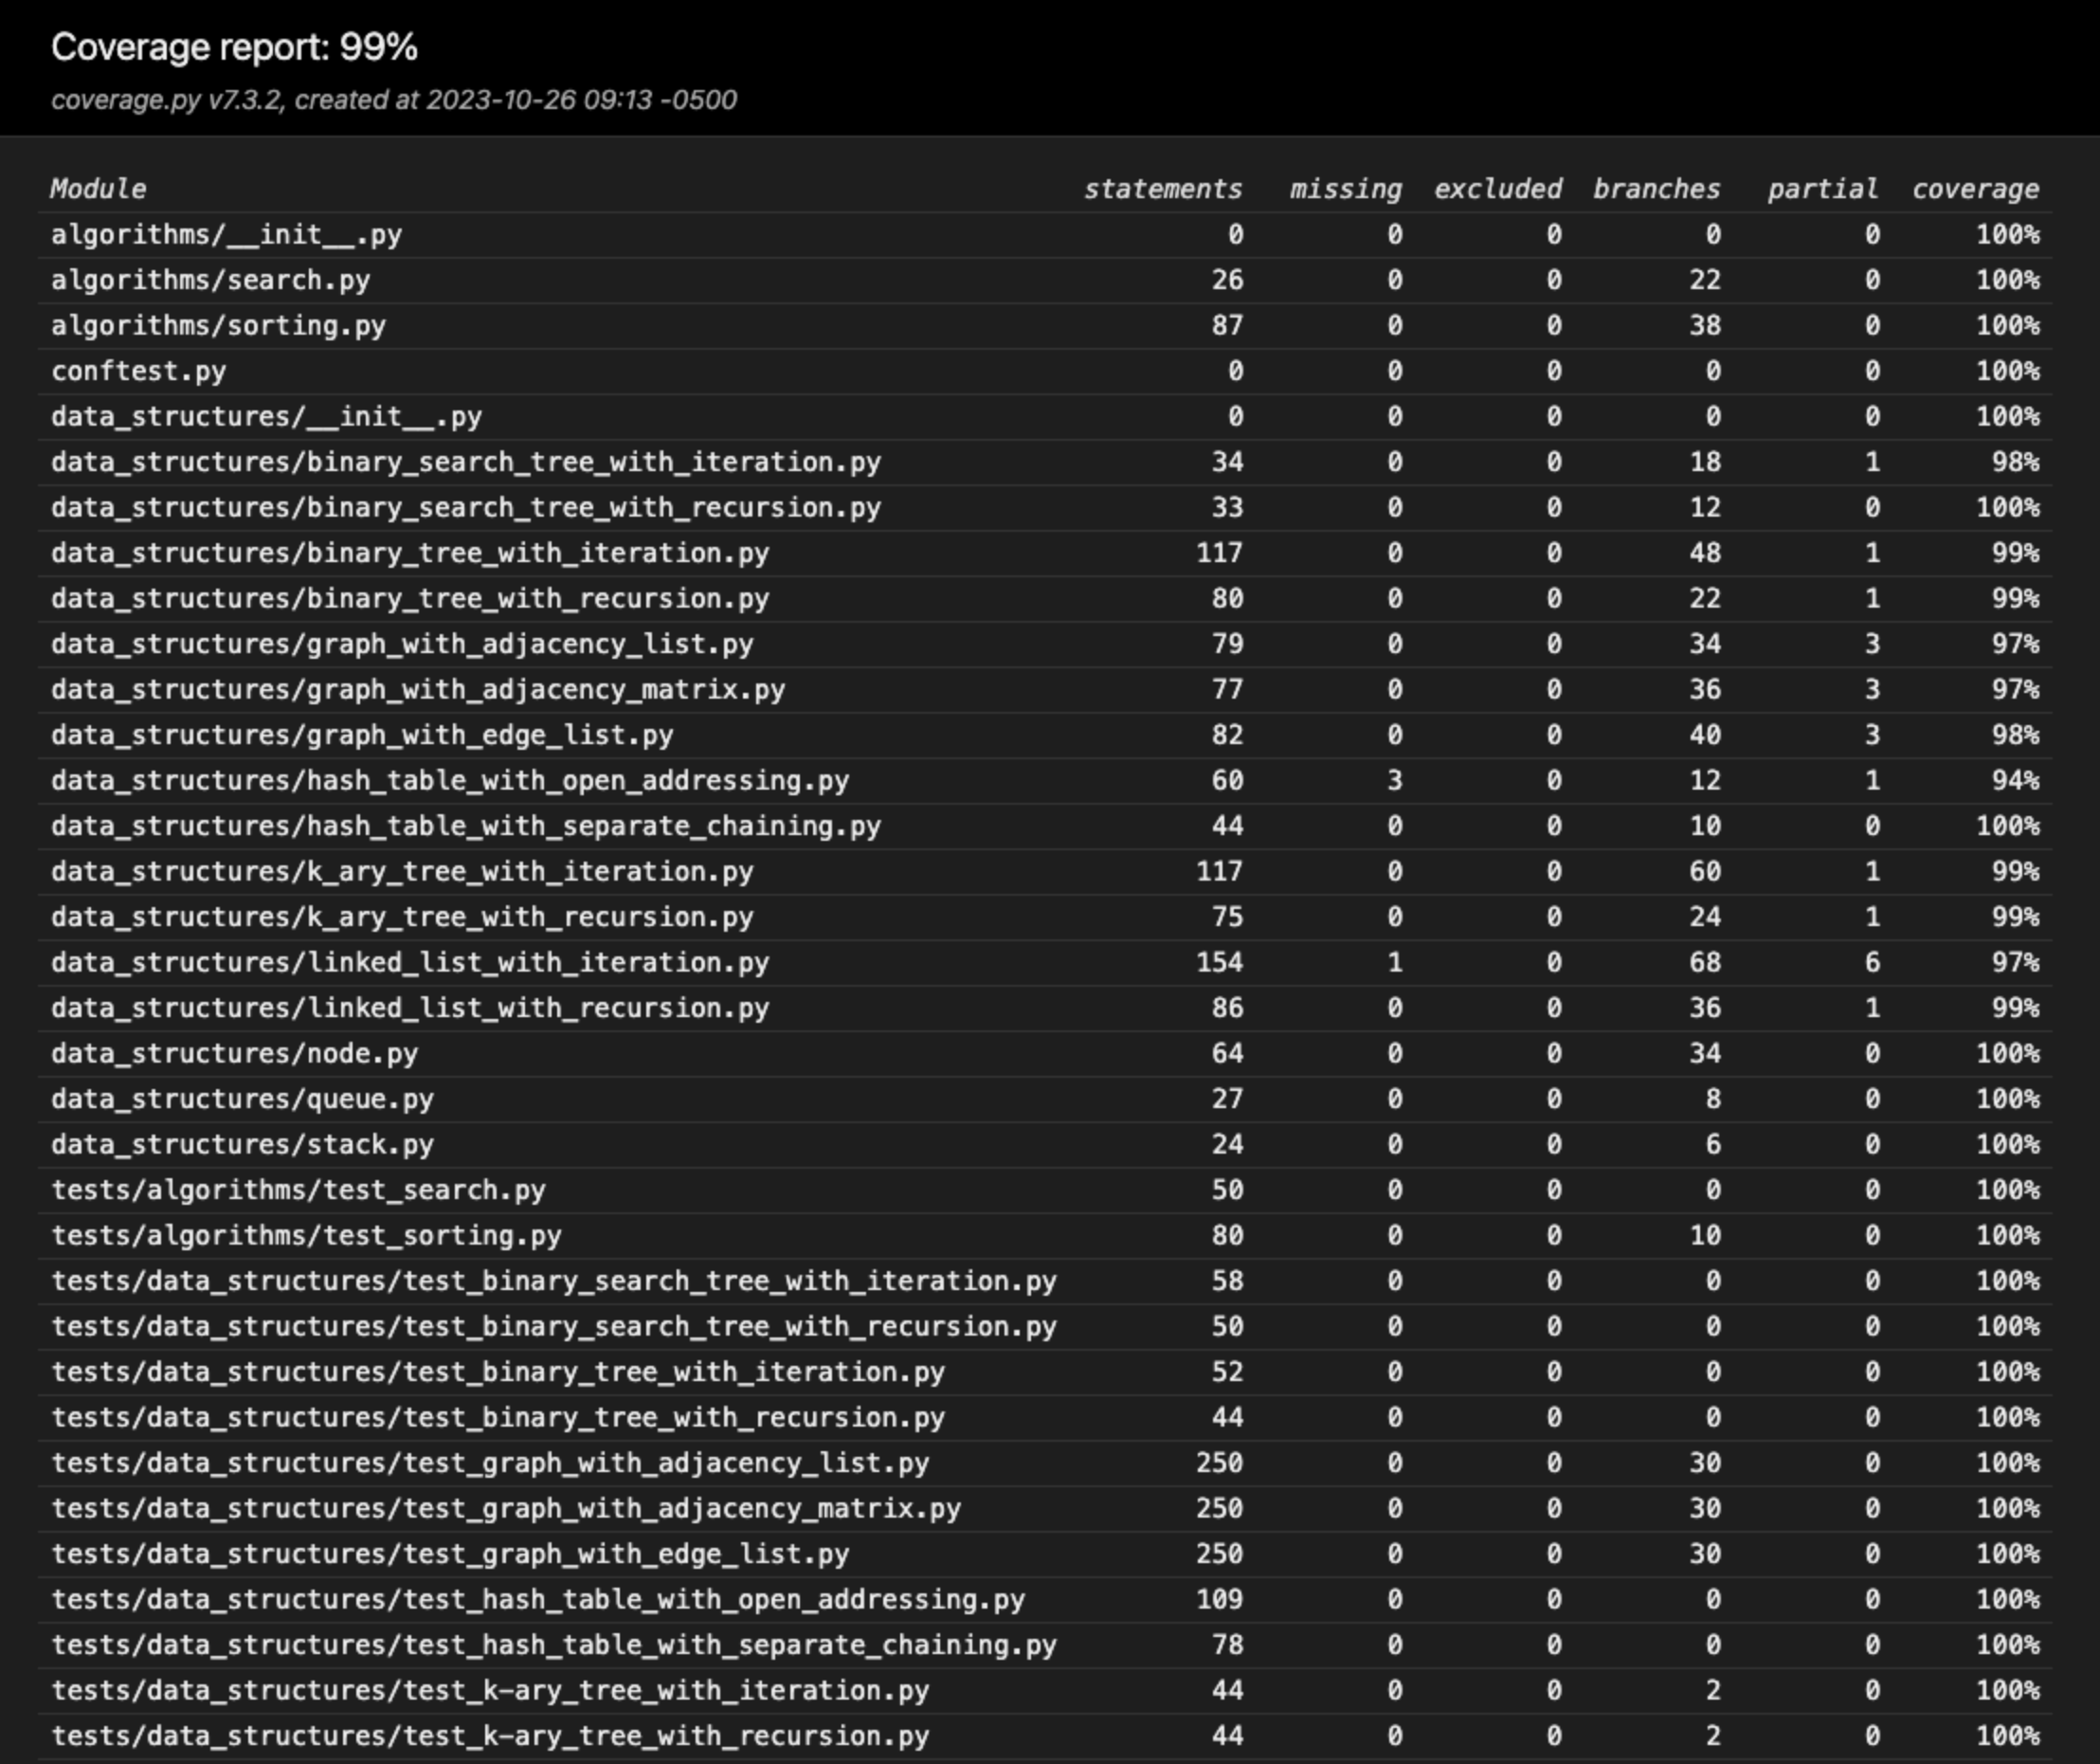 Coverage report: 99%
coverage.py v7.3.2, created at 2023-10-26 09:13 -0500
Module statements missing excluded branches partial coverage
algorithms/__init__.py 0 0 0 0 0 100%
algorithms/search.py 26 0 0 22 0 100%
algorithms/sorting.py 87 0 0 38 0 100%
conftest.py 0 0 0 0 0 100%
data_structures/__init__.py 0 0 0 0 0 100%
data_structures/binary_search_tree_with_iteration.py 34 0 0 18 1 98%
data_structures/binary_search_tree_with_recursion.py 33 0 0 12 0 100%
data_structures/binary_tree_with_iteration.py 117 0 0 48 1 99%
data_structures/binary_tree_with_recursion.py 80 0 0 22 1 99%
data_structures/graph_with_adjacency_list.py 79 0 0 34 3 97%
data_structures/graph_with_adjacency_matrix.py 77 0 0 36 3 97%
data_structures/graph_with_edge_list.py 82 0 0 40 3 98%
data_structures/hash_table_with_open_addressing.py 60 3 0 12 1 94%
data_structures/hash_table_with_separate_chaining.py 44 0 0 10 0 100%
data_structures/k_ary_tree_with_iteration.py 117 0 0 60 1 99%
data_structures/k_ary_tree_with_recursion.py 75 0 0 24 1 99%
data_structures/linked_list_with_iteration.py 154 1 0 68 6 97%
data_structures/linked_list_with_recursion.py 86 0 0 36 1 99%
data_structures/node.py 64 0 0 34 0 100%
data_structures/queue.py 27 0 0 8 0 100%
data_structures/stack.py 24 0 0 6 0 100%
tests/algorithms/test_search.py 50 0 0 0 0 100%
tests/algorithms/test_sorting.py 80 0 0 10 0 100%
tests/data_structures/test_binary_search_tree_with_iteration.py 58 0 0 0 0 100%
tests/data_structures/test_binary_search_tree_with_recursion.py 50 0 0 0 0 100%
tests/data_structures/test_binary_tree_with_iteration.py 52 0 0 0 0 100%
tests/data_structures/test_binary_tree_with_recursion.py 44 0 0 0 0 100%
tests/data_structures/test_graph_with_adjacency_list.py 250 0 0 30 0 100%
tests/data_structures/test_graph_with_adjacency_matrix.py 250 0 0 30 0 100%
tests/data_structures/test_graph_with_edge_list.py 250 0 0 30 0 100%
tests/data_structures/test_hash_table_with_open_addressing.py 109 0 0 0 0 100%
tests/data_structures/test_hash_table_with_separate_chaining.py 78 0 0 0 0 100%
tests/data_structures/test_k-ary_tree_with_iteration.py 44 0 0 2 0 100%
tests/data_structures/test_k-ary_tree_with_recursion.py 44 0 0 2 0 100%